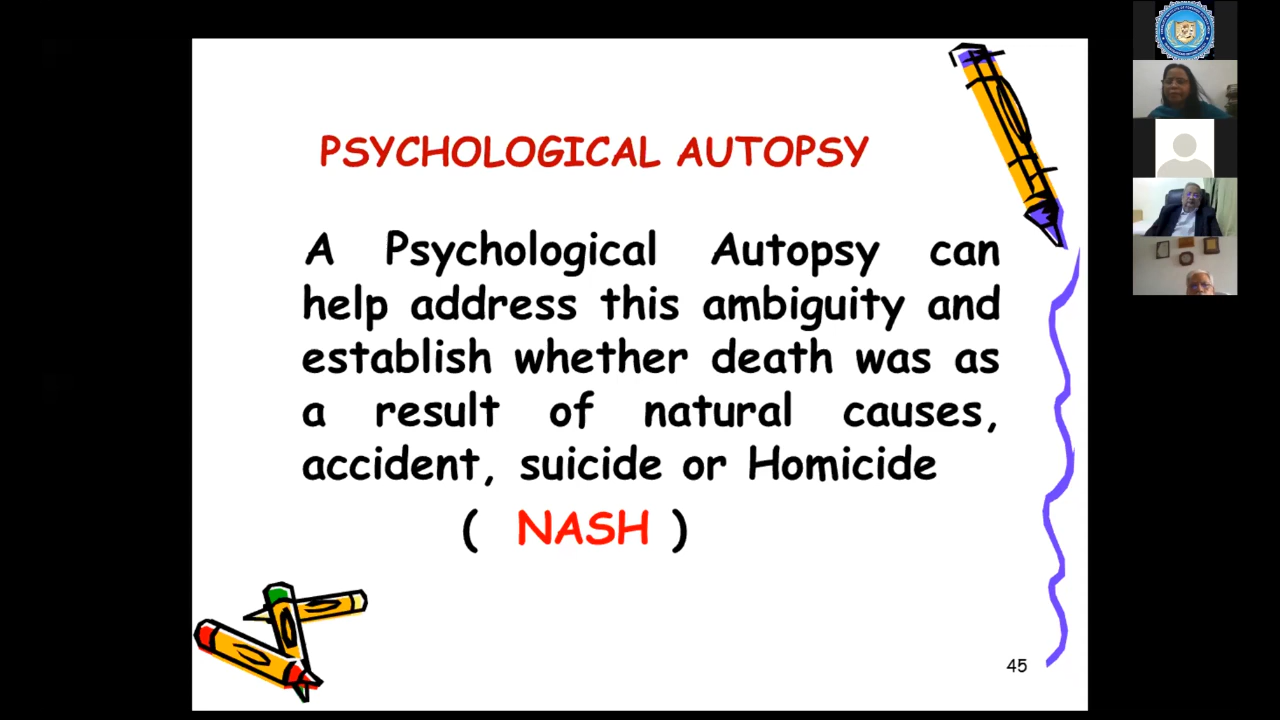 PSYCHOLOGICAL AUTOPSY
A Psychological Autopsy can
help address this ambiguity and
establish whether death was as
a result of natural causes,
accident, suicide or Homicide
( NASH )
45